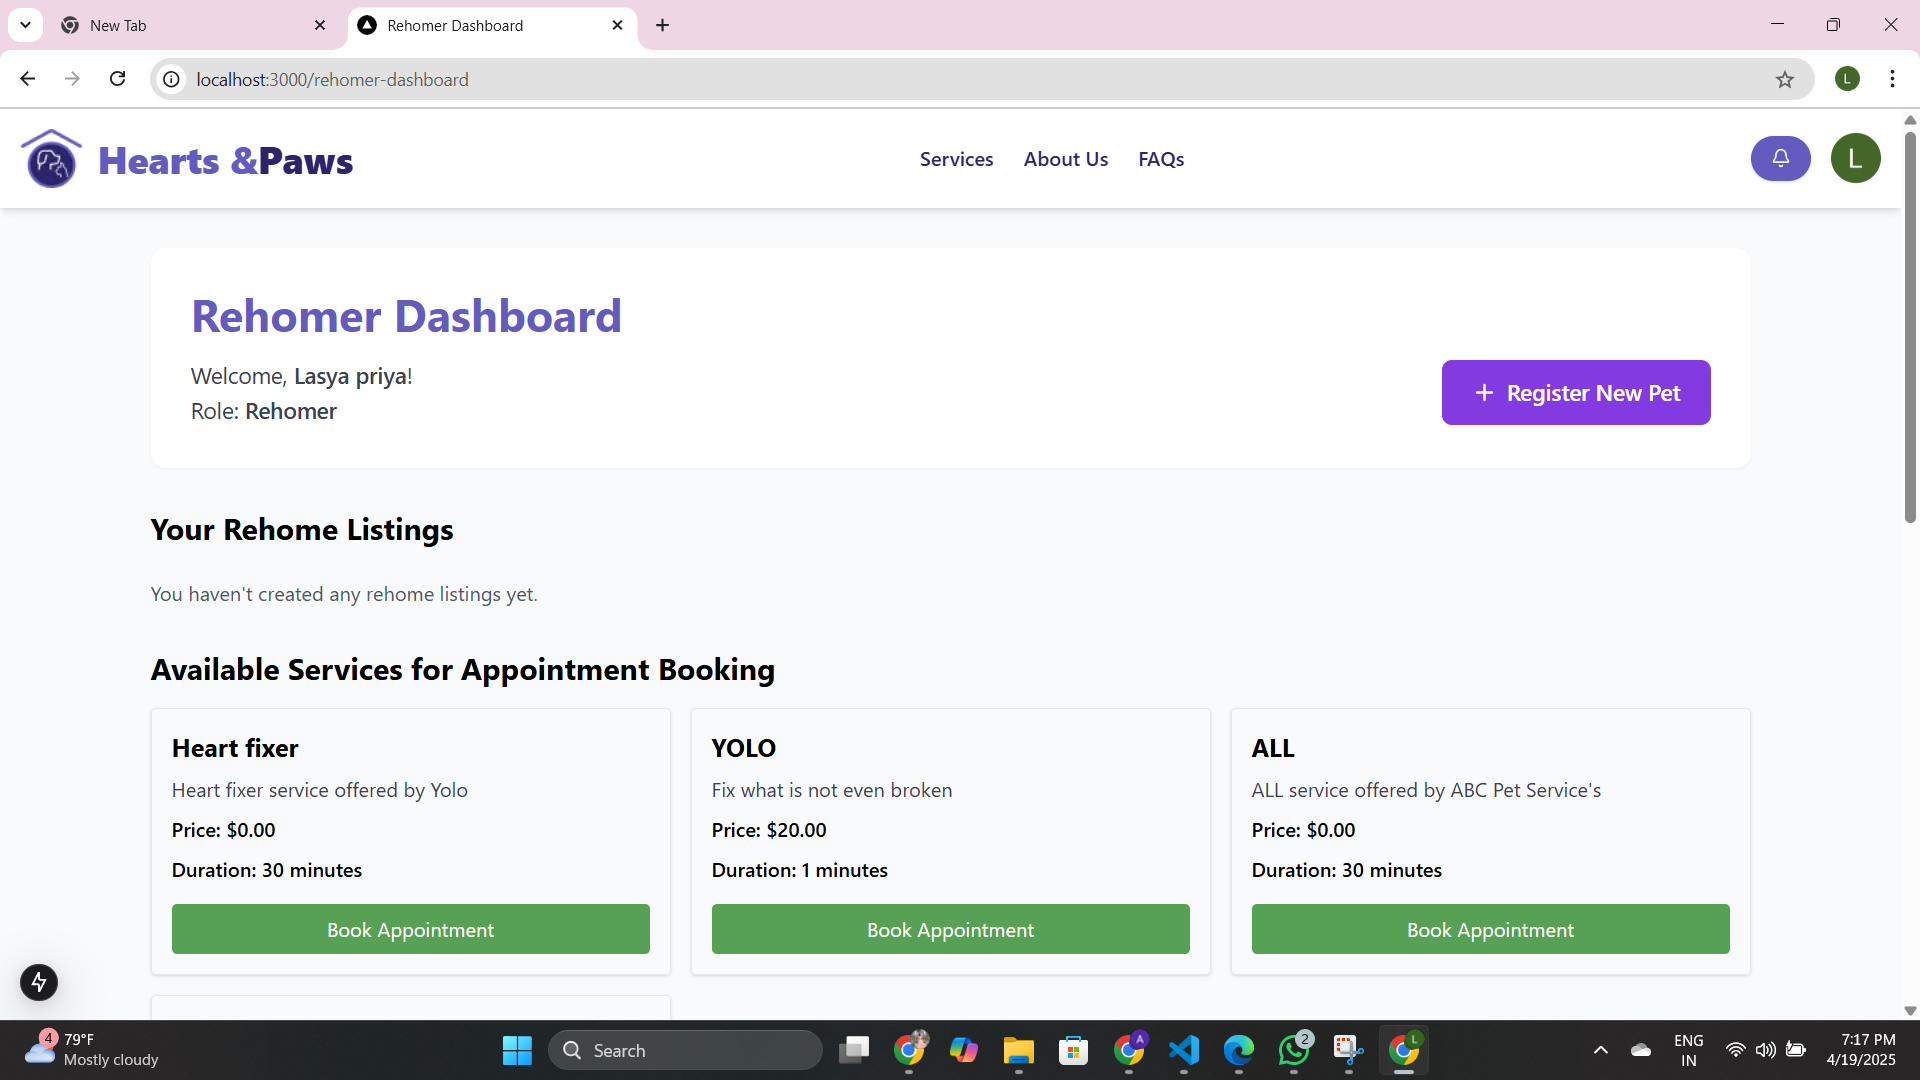 New Tab
Rehomer Dashboard
localhost:3000/rehomer-dashboard
L
Hearts &Paws
Services
About Us
FAQs
L
Rehomer Dashboard
Welcome, Lasya priya!
Role: Rehomer
+ Register New Pet
Your Rehome Listings
You haven't created any rehome listings yet.
Available Services for Appointment Booking
Heart fixer
Heart fixer service offered by Yolo
Price: $0.00
Duration: 30 minutes
Book Appointment
YOLO
Fix what is not even broken
Price: $20.00
Duration: 1 minutes
Book Appointment
ALL
ALL service offered by ABC Pet Service's
Price: $0.00
Duration: 30 minutes
Book Appointment
4
79°F
Mostly cloudy
Search
A
2
L
ENG
IN
7:17 PM
4/19/2025